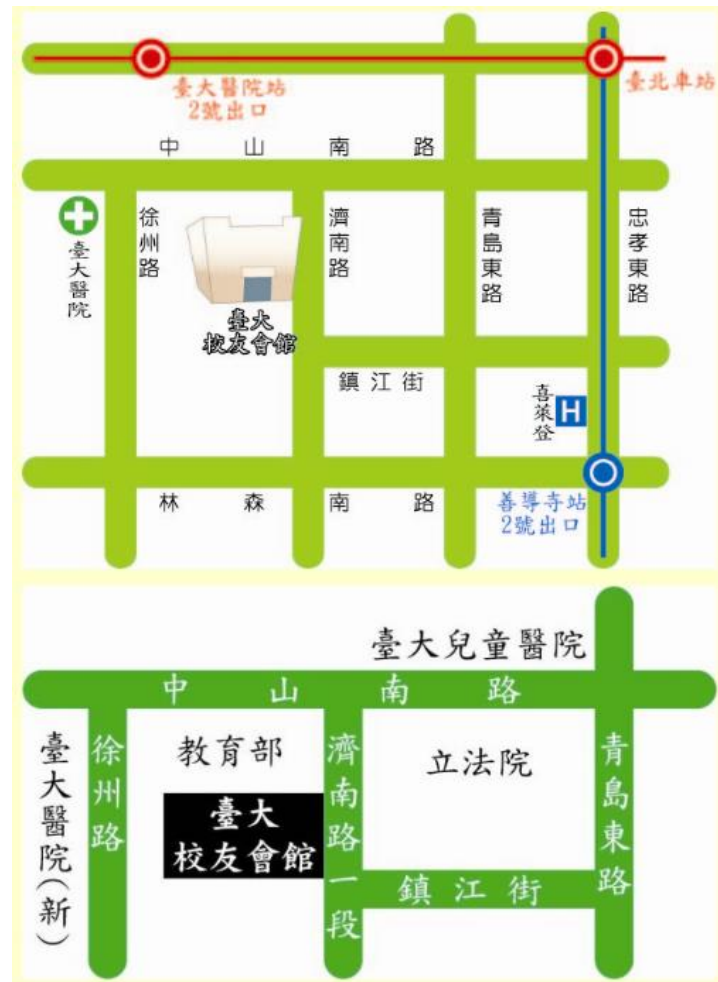 臺大醫院站
2號出口
臺北車站
中山南路
徐州路
濟南路
青島東路
忠孝東路
臺大醫院
臺大
校友會館
鎮江街
喜萊登
H
林森南路
善導寺站
2號出口
臺大兒童醫院
中山南路
臺大醫院(新)
徐州路
教育部
濟南路一段
立法院
青島東路
臺大
校友會館
鎮江街